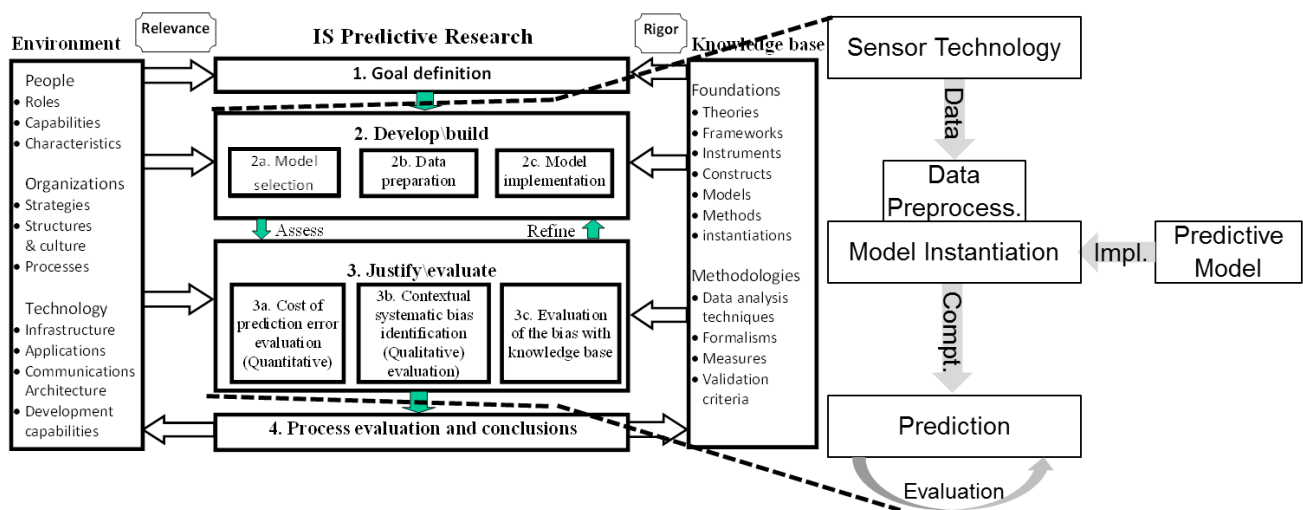 Relevance
Rigor
Environment
IS Predictive Research
Knowledge base
People
• Roles
• Capabilities
• Characteristics
Organizations
• Strategies
• Structures
& culture
• Processes
Technology
• Infrastructure
• Applications
• Communications
Architecture
• Development
capabilities
1. Goal definition
2. Develop\build
2a. Model
selection
2b. Data
preparation
2c. Model
implementation
Assess
Refine
3. Justify\evaluate
3a. Cost of
prediction error
evaluation
(Quantitative)
3b. Contextual
systematic bias
identification
(Qualitative)
evaluation)
3c. Evaluation
of the bias with
knowledge base
4. Process evaluation and conclusions
Foundations
• Theories
• Frameworks
• Instruments
• Constructs
• Models
• Methods
• instantiations
Methodologies
• Data analysis
techniques
• Formalisms
• Measures
• Validation
criteria
Sensor Technology
Data
Data
Preprocess.
Model Instantiation
Impl.
Predictive
Model
Compt.
Prediction
Evaluation